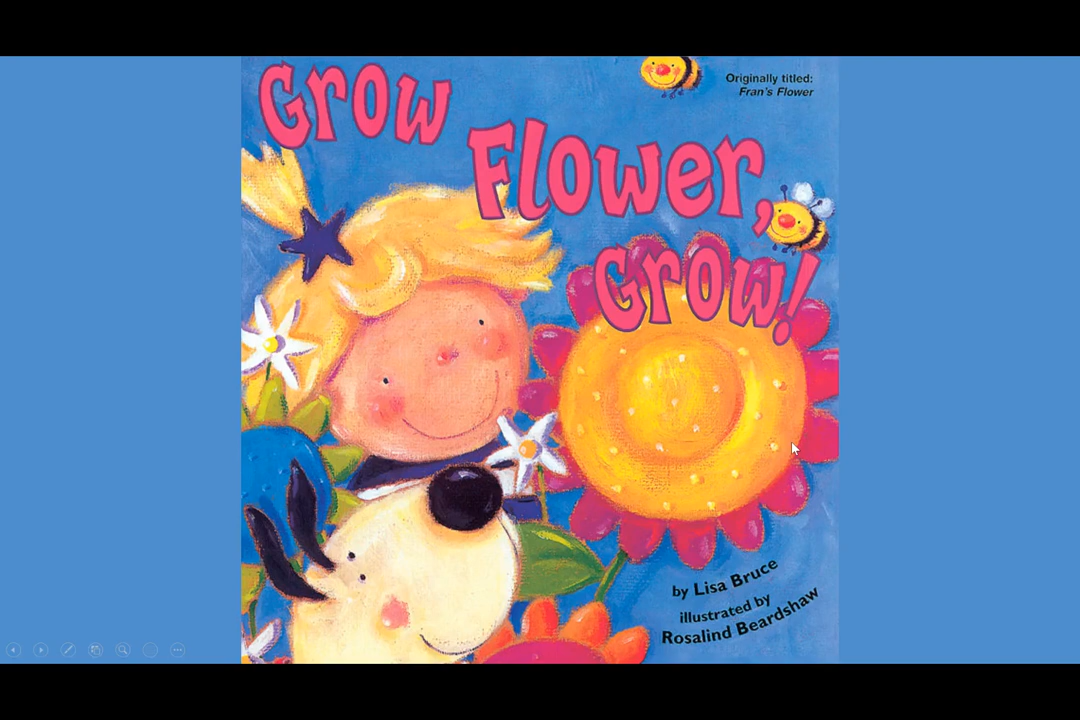 Grow
Flower,
Grow!
Originally titled:
Fran's Flower
by Lisa Bruce
illustrated by
Rosalind Beardshaw